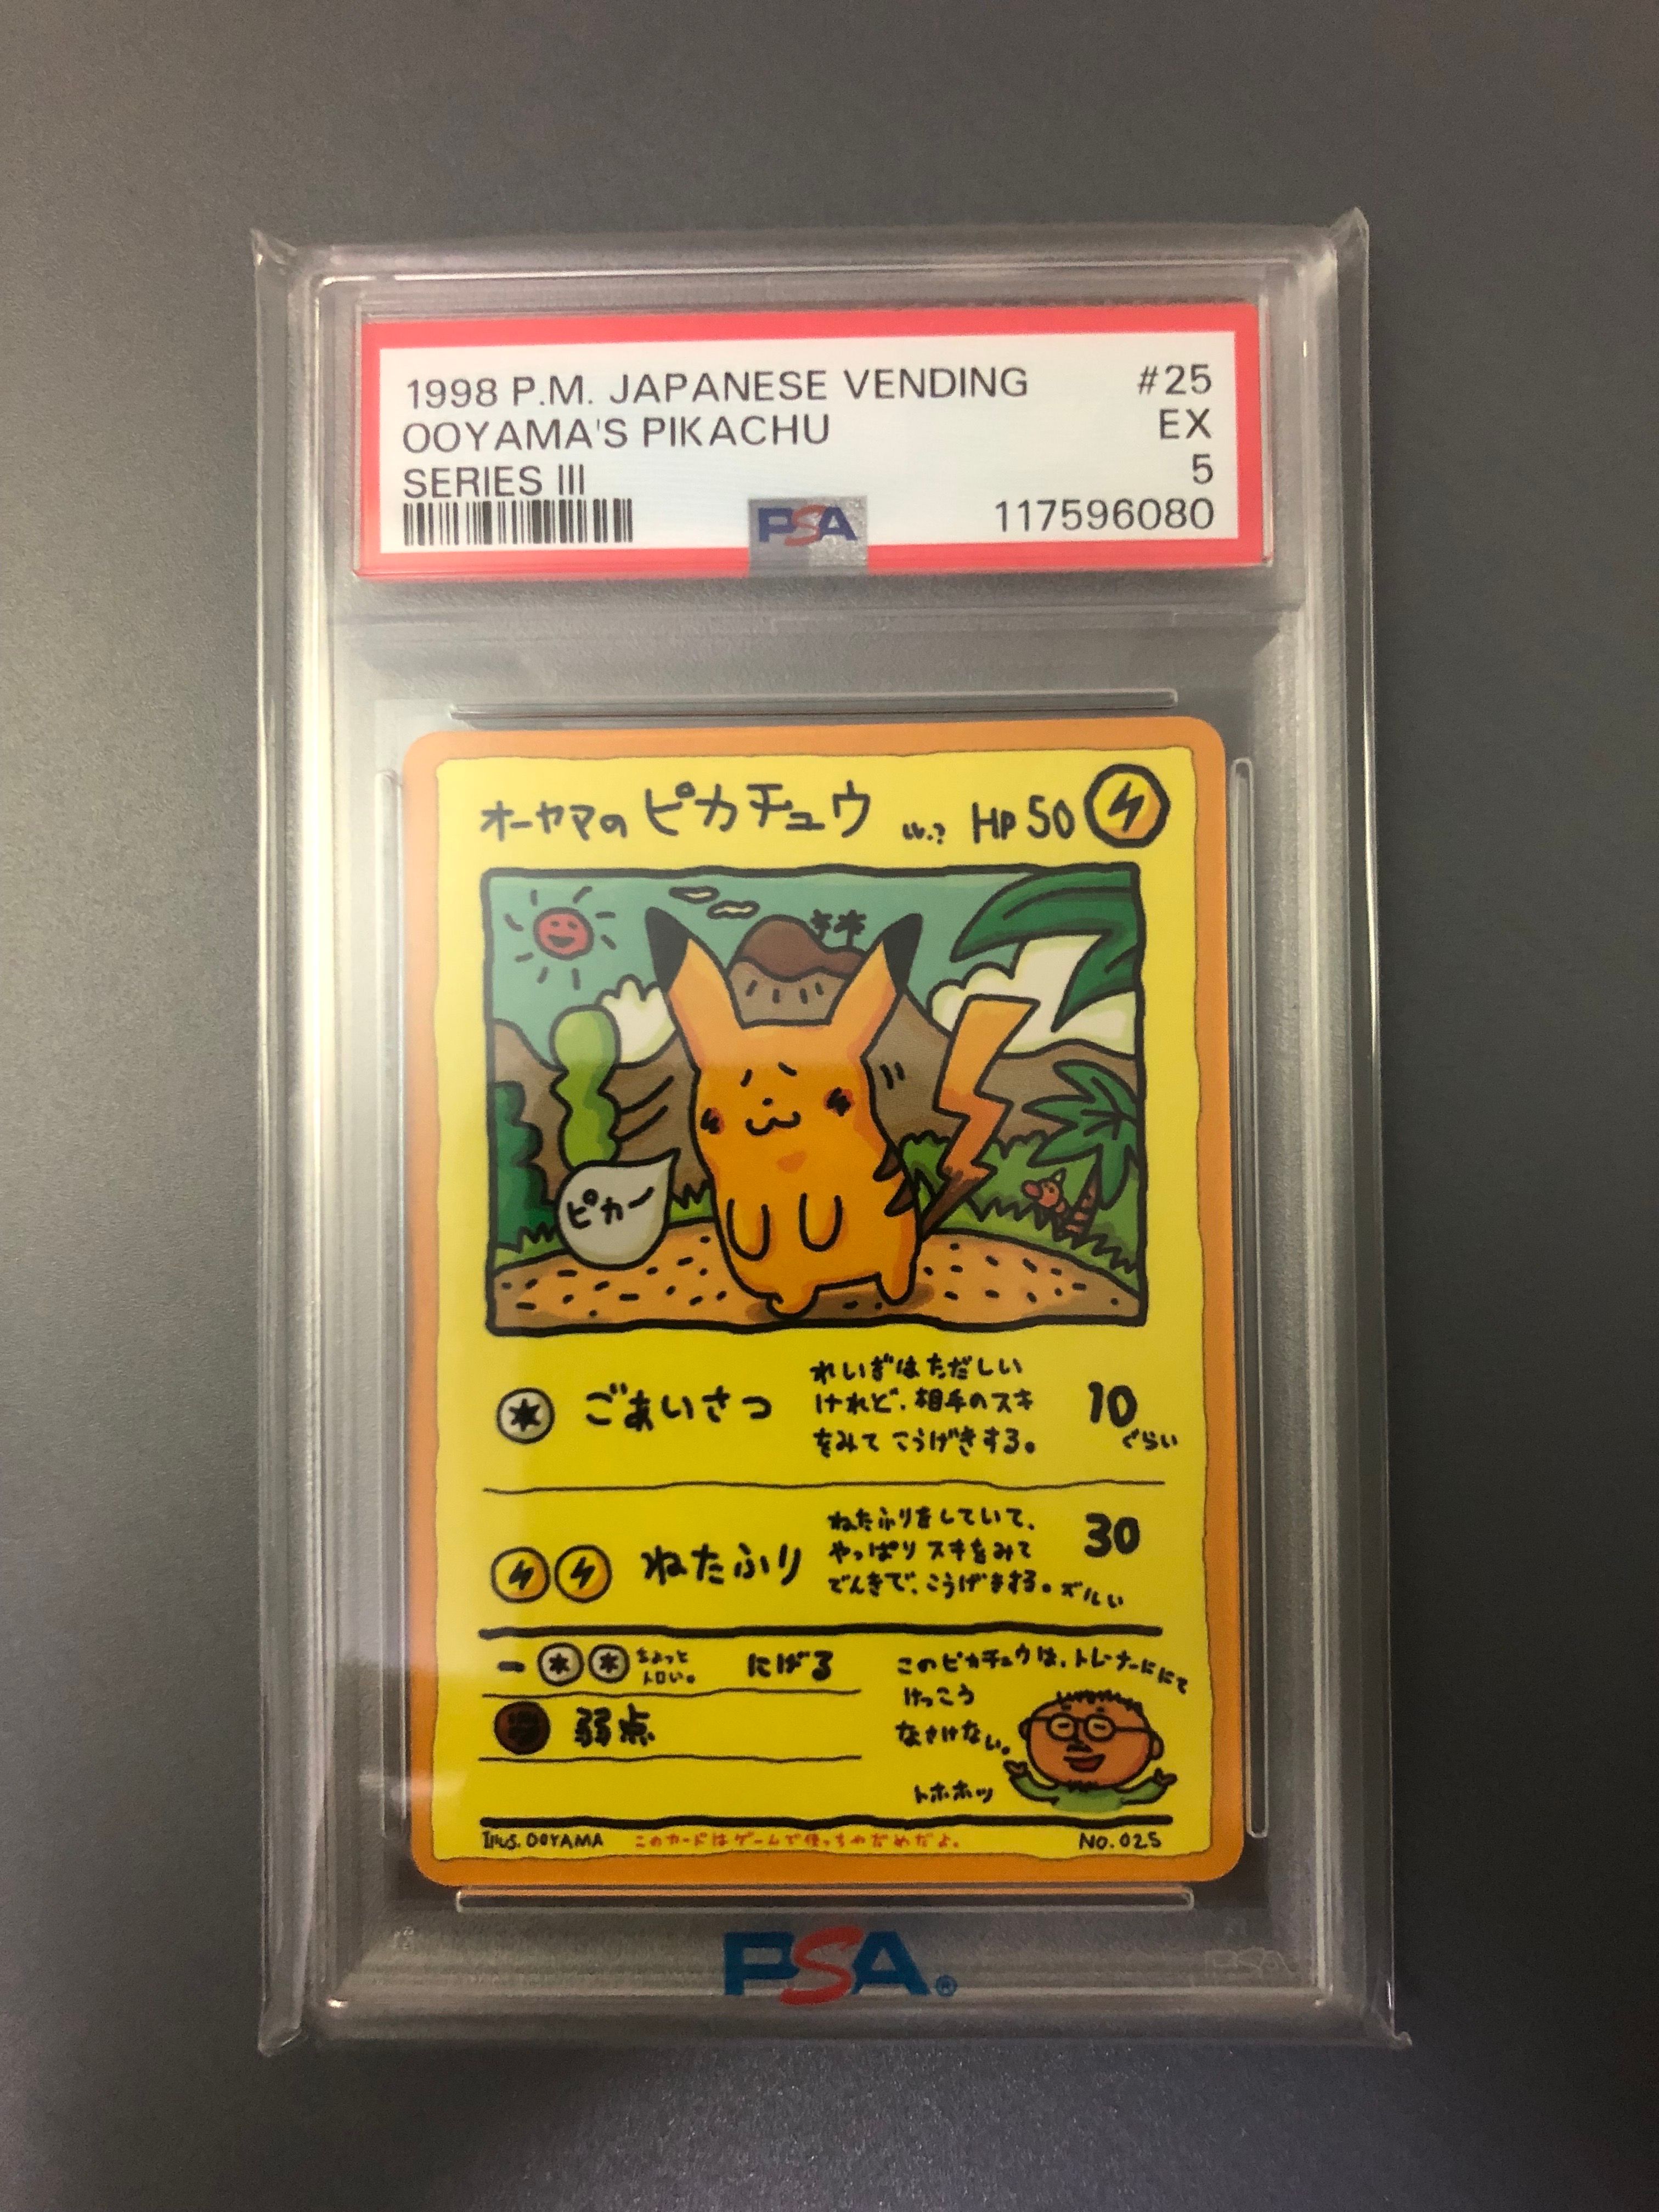 1998 P.M. JAPANESE VENDING #25
OOYAMA'S PIKACHU EX
SERIES III 5
PSA 117596080
オーヤマの ピカチュウ LV.? HP 50
ピカー
ごあいさつ
れいぎはただしい
けれど、相手のスキ
をみて こうげきする。
10
ぐらい
ねたふり
ねたふりをしていて、
やっぱり スキをみて
でんきで、こうげきする。
30
ズルい
ちょっと
トロい。
にげる
弱点
このピカチュウは、トレーナーににて
けっこう
なさけない。
トホホッ
Illus. OOYAMA このカードはゲームで使っちゃだめだよ。 NO. 025
PSA®